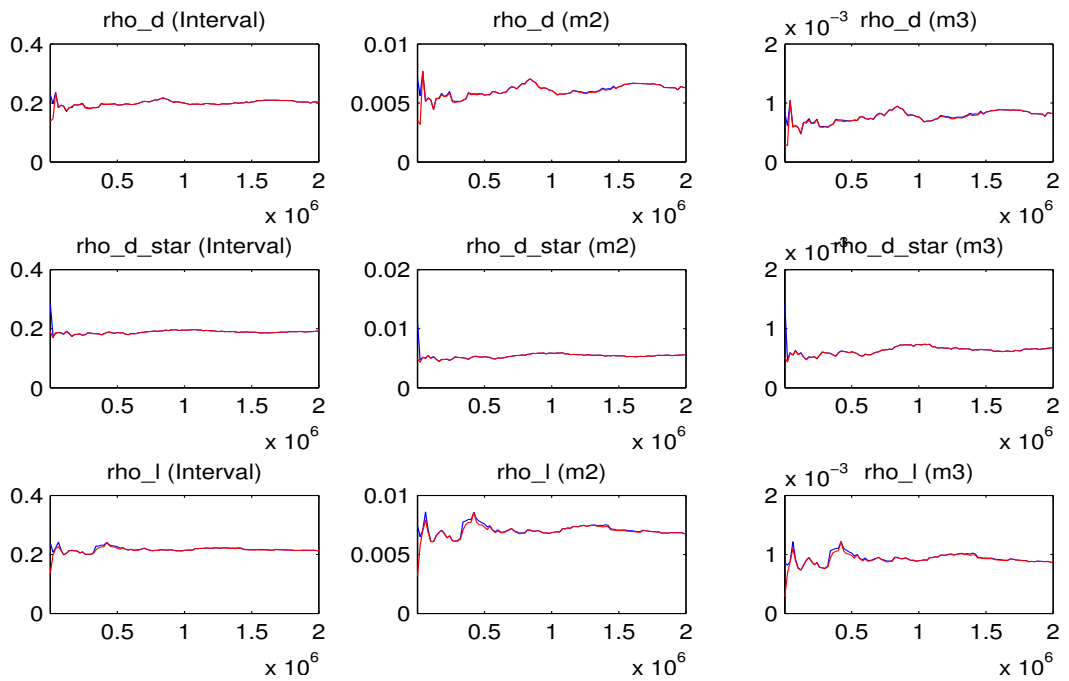 rho_d (Interval)
0.4
0.2
0
0.5 1 1.5 2
x 10^6
rho_d (m2)
0.01
0.005
0
0.5 1 1.5 2
x 10^6
x 10^−3 rho_d (m3)
2
1
0
0.5 1 1.5 2
x 10^6
rho_d_star (Interval)
0.4
0.2
0
0.5 1 1.5 2
x 10^6
rho_d_star (m2)
0.02
0.01
0
0.5 1 1.5 2
x 10^6
x 10^−3 rho_d_star (m3)
2
1
0
0.5 1 1.5 2
x 10^6
rho_l (Interval)
0.4
0.2
0
0.5 1 1.5 2
x 10^6
rho_l (m2)
0.01
0.005
0
0.5 1 1.5 2
x 10^6
x 10^−3 rho_l (m3)
2
1
0
0.5 1 1.5 2
x 10^6